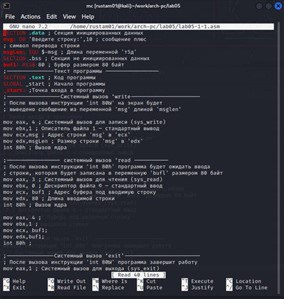 mc [rustam01@kali]:~/work/arch-pc/lab05
File Actions Edit View Help
GNU nano 7.2 /home/rustam01/work/arch-pc/lab05/lab5-1-1.asm
SECTION .data ; Секция инициированных данных
msg: DB 'Введите строку:',10 ; сообщение плюс
; символ перевода строки
msgLen: EQU $-msg ; Длина переменной
SECTION .bss ; Секция не инициированных данных
buf1: RESB 80 ; Буфер размером 80 байт
; Текст программы
SECTION .text ; Код программы
GLOBAL _start ; Начало программы
_start: ; Точка входа в программу
; Системный вызов 'write'
; После вызова инструкции 'int 80h' на экран будет
; выведено сообщение из переменной 'msg' длиной 'msglen'
mov eax, 4 ; Системный вызов для записи (sys_write)
mov ebx,1 ; Описатель файла 1 - стандартный вывод
mov ecx,msg ; Адрес строки 'msg' в 'ecx'
mov edx,msgLen ; Размер строки 'msg' в 'edx'
int 80h ; Вызов ядра
; системный вызов 'read'
; После вызова инструкции 'int 80h' программа будет ожидать ввода
; строки, которая будет записана в переменную 'buf1' размером 80 байт
mov eax, 3 ; Системный вызов для чтения (sys_read)
mov ebx, 0 ; Дескриптор файла 0 - стандартный ввод
mov ecx, buf1 ; Адрес буфера под вводимую строку
mov edx, 80 ; Длина вводимой строки
int 80h ; Вызов ядра
mov eax, 4 ;
mov ebx,1 ;
mov ecx, buf1;
mov edx,buf1;
int 80h ;
; Системный вызов 'exit'
; После вызова инструкции 'int 80h' программа завершит работу
mov eax,1 ; Системный вызов для выхода (sys_exit)
[ Read 40 lines ]
^G Help ^O Write Out ^W Where Is ^K Cut ^T Execute ^C Location
^X Exit ^R Read File ^\ Replace ^U Paste ^J Justify ^/ Go To Line